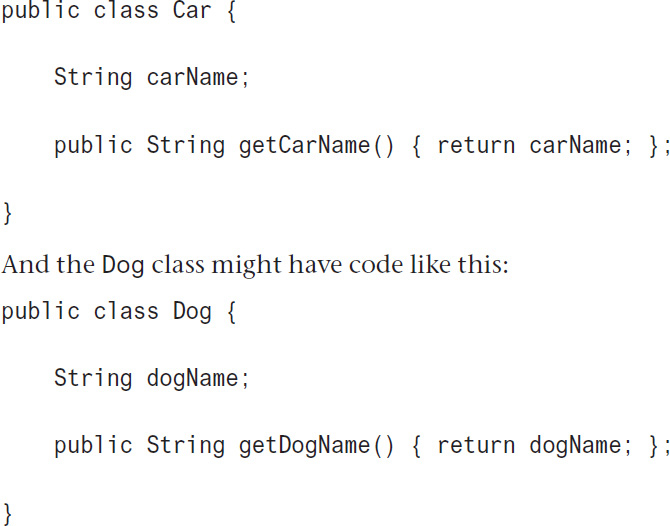 public class Car {
    String carName;
    public String getCarName() { return carName; };
}
And the Dog class might have code like this:
public class Dog {
    String dogName;
    public String getDogName() { return dogName; };
}